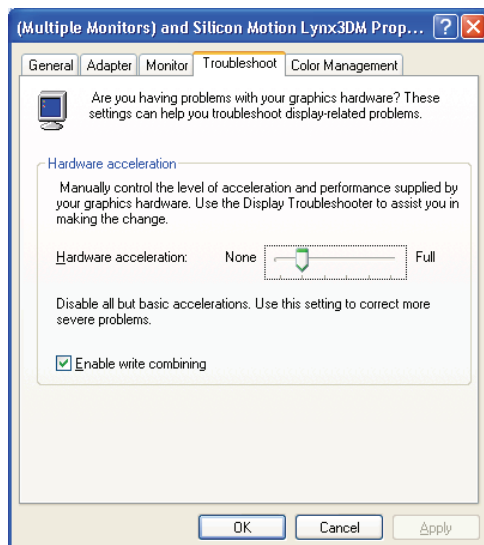 (Multiple Monitors) and Silicon Motion Lynx3DM Prop...
General Adapter Monitor Troubleshoot Color Management
Are you having problems with your graphics hardware? These
settings can help you troubleshoot display-related problems.
Hardware acceleration
Manually control the level of acceleration and performance supplied by
your graphics hardware. Use the Display Troubleshooter to assist you in
making the change.
Hardware acceleration: None Full
Disable all but basic accelerations. Use this setting to correct more
severe problems.
Enable write combining
OK Cancel Apply